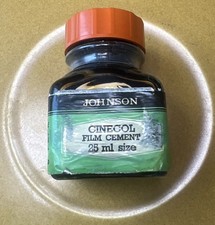 JOHNSON
CINECOL
FILM CEMENT
25 ml size